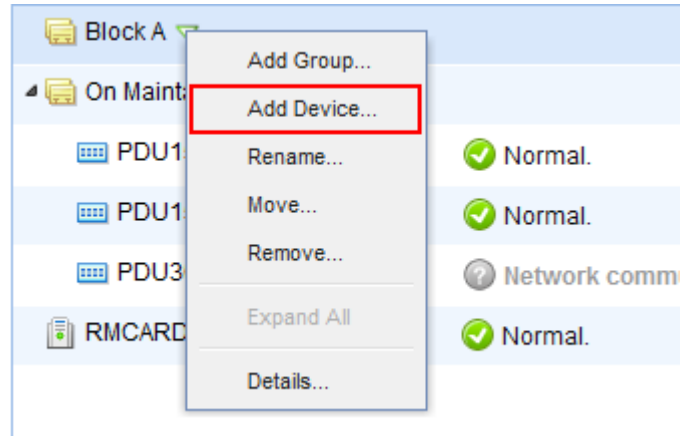 Block A
Add Group...
On Maint
Add Device...
PDU1
Rename...
Normal.
PDU1
Move...
Normal.
Remove...
PDU3
Network comm
Expand All
RMCARD
Normal.
Details...